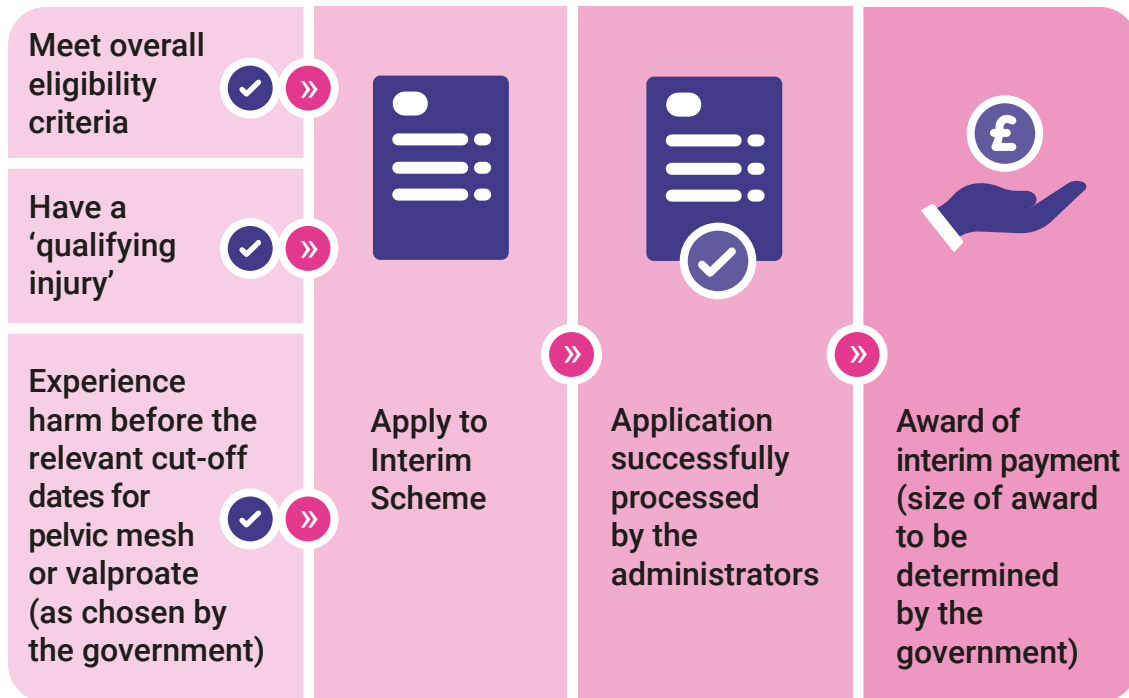 Meet overall
eligibility
criteria
Have a
‘qualifying
injury’
Experience
harm before the
relevant cut-off
dates for
pelvic mesh
or valproate
(as chosen by
the government)
Apply to
Interim
Scheme
Application
successfully
processed
by the
administrators
£
Award of
interim payment
(size of award
to be
determined
by the
government)